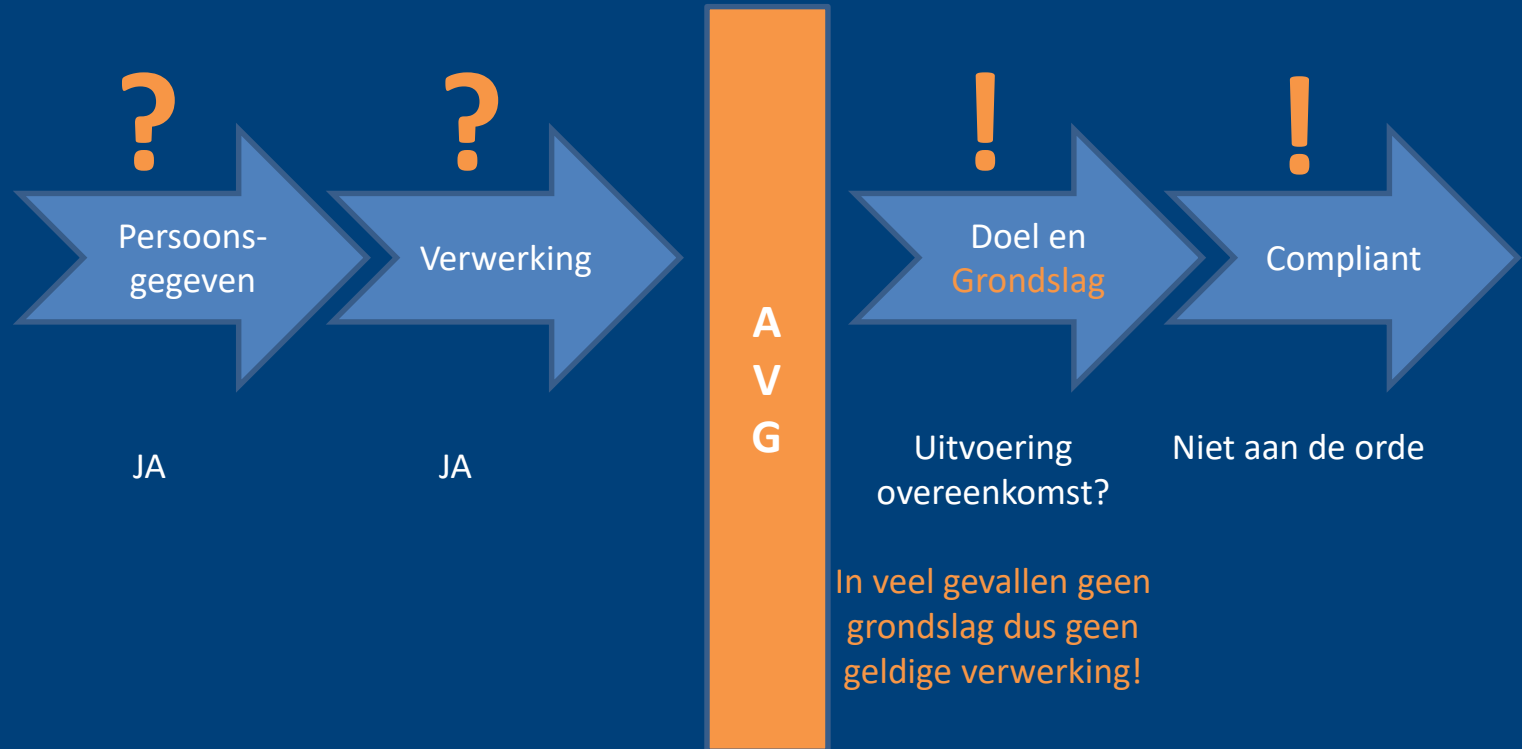 ?
?
!
!
Persoons-
gegeven
Verwerking
A
V
G
Doel en
Grondslag
Compliant
JA
JA
Uitvoering
overeenkomst?
Niet aan de orde
In veel gevallen geen
grondslag dus geen
geldige verwerking!